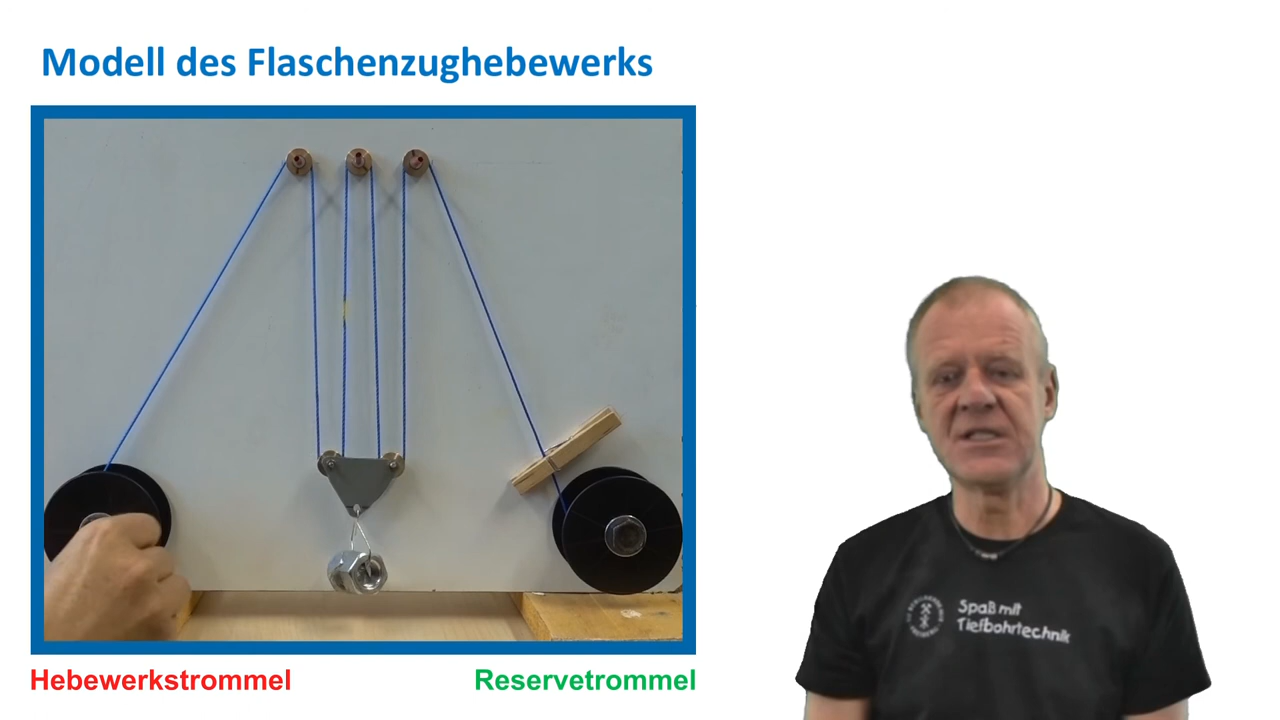 Modell des Flaschenzughebewerks
Spaß mit
Tiefbohrtechnik
Hebewerkstrommel
Reservetrommel